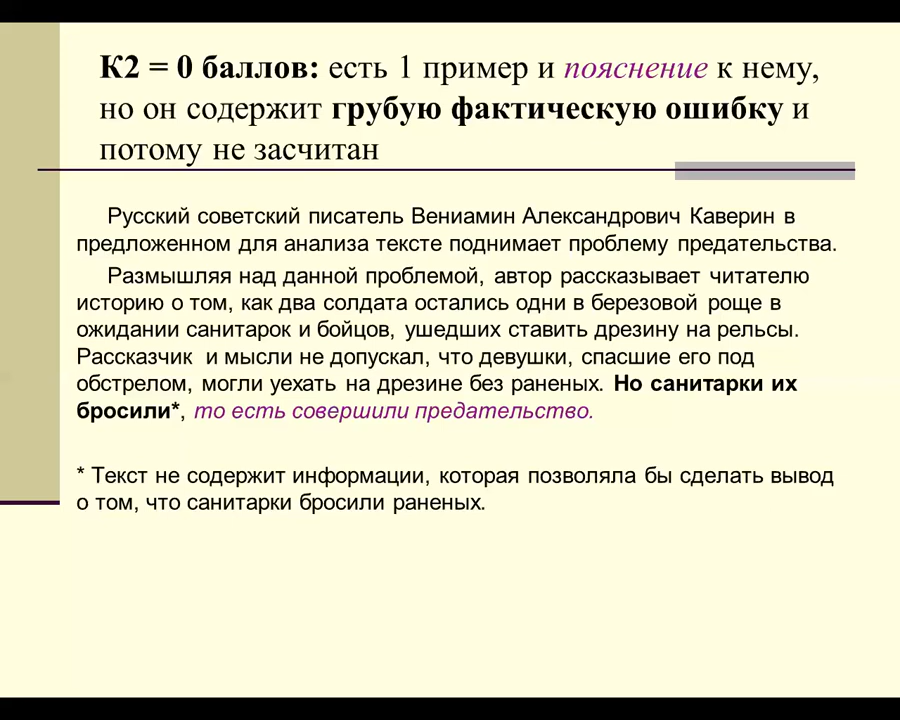 К2 = 0 баллов: есть 1 пример и пояснение к нему,
но он содержит грубую фактическую ошибку и
потому не засчитан
Русский советский писатель Вениамин Александрович Каверин в
предложенном для анализа тексте поднимает проблему предательства.
Размышляя над данной проблемой, автор рассказывает читателю
историю о том, как два солдата остались одни в березовой роще в
ожидании санитарок и бойцов, ушедших ставить дрезину на рельсы.
Рассказчик и мысли не допускал, что девушки, спасшие его под
обстрелом, могли уехать на дрезине без раненых. Но санитарки их
бросили*, то есть совершили предательство.
* Текст не содержит информации, которая позволяла бы сделать вывод
о том, что санитарки бросили раненых.